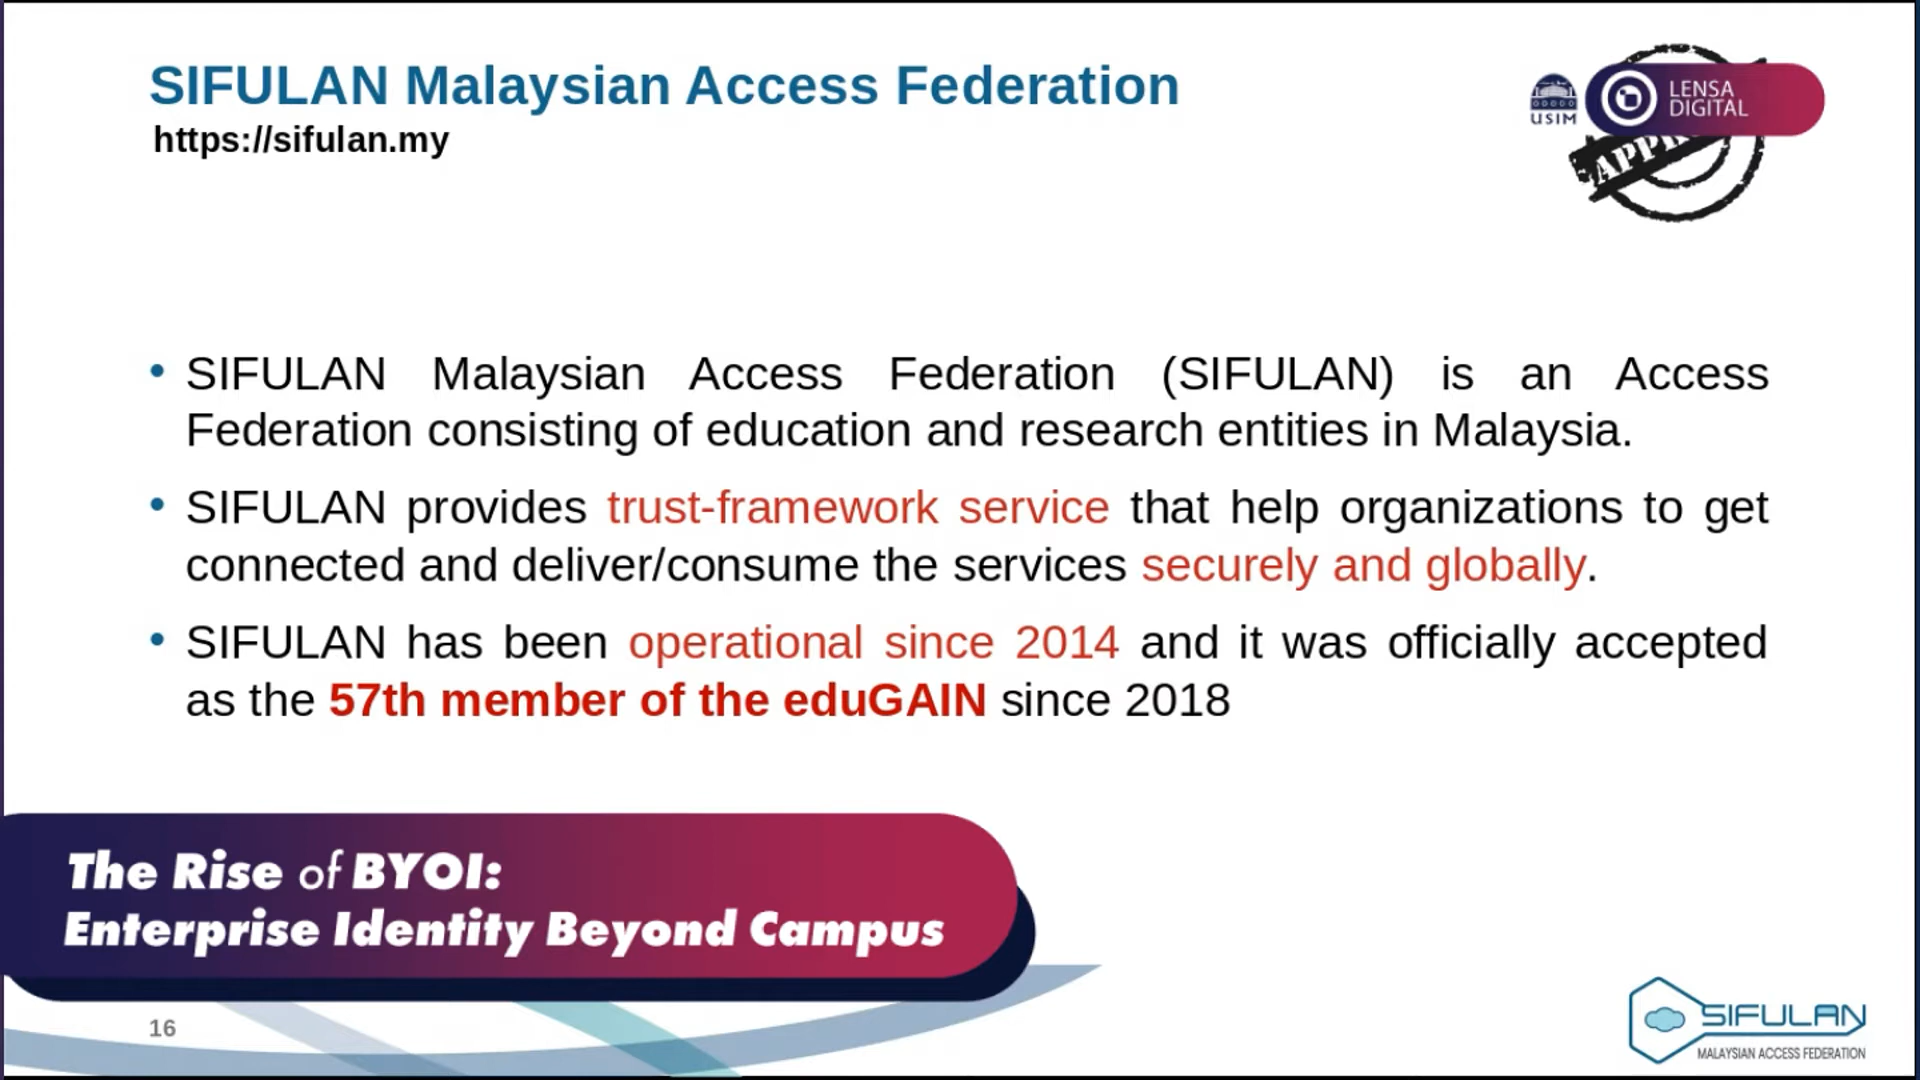 SIFULAN Malaysian Access Federation
https://sifulan.my
USIM
LENSA
DIGITAL
• SIFULAN Malaysian Access Federation (SIFULAN) is an Access
Federation consisting of education and research entities in Malaysia.
• SIFULAN provides trust-framework service that help organizations to get
connected and deliver/consume the services securely and globally.
• SIFULAN has been operational since 2014 and it was officially accepted
as the 57th member of the eduGAIN since 2018
The Rise of BYOI:
Enterprise Identity Beyond Campus
16
SIFULAN
MALAYSIAN ACCESS FEDERATION